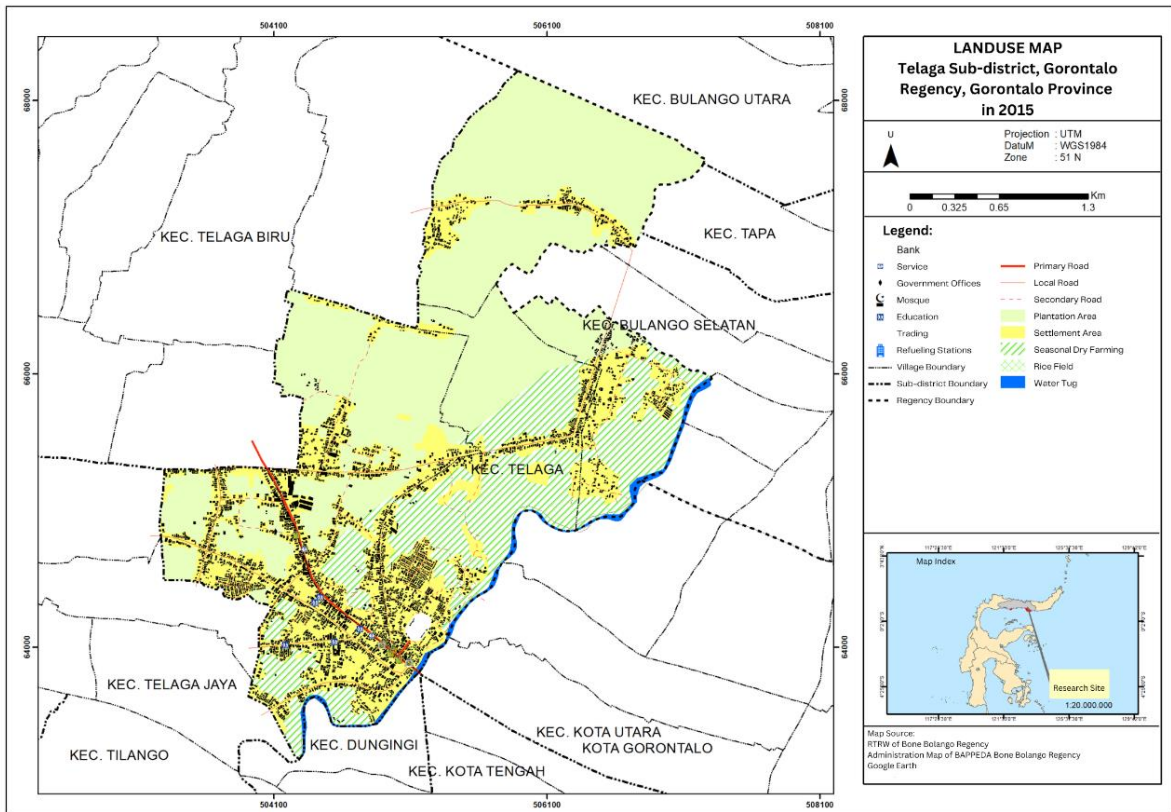 504100
506100
508100
68000
68000
66000
66000
64000
64000
504100
506100
508100
KEC. BULANGO UTARA
KEC. TELAGA BIRU
KEC. TAPA
KEC. BULANGO SELATAN
KEC. TELAGA
KEC. TELAGA JAYA
KEC. TILANGO
KEC. DUNGINGI
KEC. KOTA TENGAH
KEC. KOTA UTARA
KOTA GORONTALO
LANDUSE MAP
Telaga Sub-district, Gorontalo
Regency, Gorontalo Province
in 2015
U
Projection : UTM
DatuM : WGS1984
Zone : 51 N
Km
0 0.325 0.65 1.3
Legend:
Bank
Service
Government Offices
Mosque
Education
Trading
Refueling Stations
Village Boundary
Sub-district Boundary
Regency Boundary
Primary Road
Local Road
Secondary Road
Plantation Area
Settlement Area
Seasonal Dry Farming
Rice Field
Water Tug
Map Index
Research Site
1:20.000.000
Map Source:
RTRW of Bone Bolango Regency
Administration Map of BAPPEDA Bone Bolango Regency
Google Earth